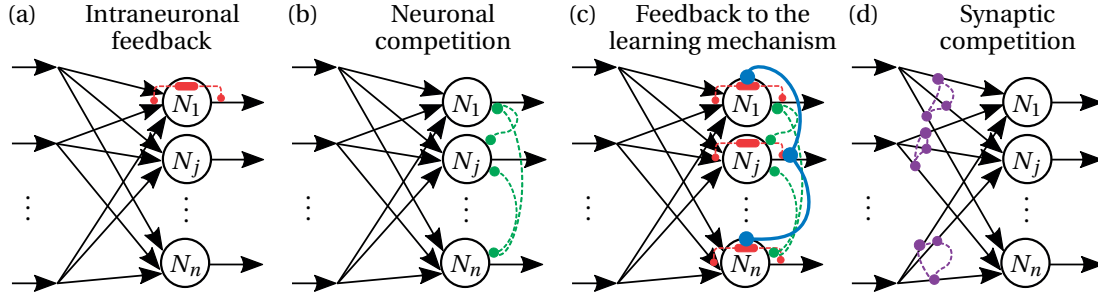 (a) Intraneuronal
feedback
(b) Neuronal
competition
(c) Feedback to the
learning mechanism
(d) Synaptic
competition
N₁
N₁
N₁
N₁
Nⱼ
Nⱼ
Nⱼ
Nⱼ
⋮ ⋮
⋮ ⋮
⋮ ⋮
⋮ ⋮
Nₙ
Nₙ
Nₙ
Nₙ